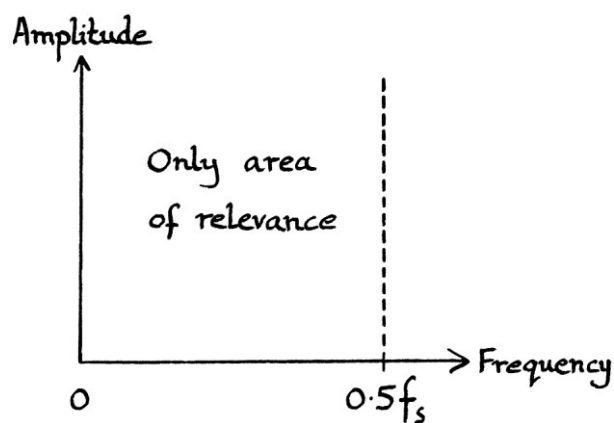 Amplitude
Only area
of relevance
Frequency
0
0.5fs